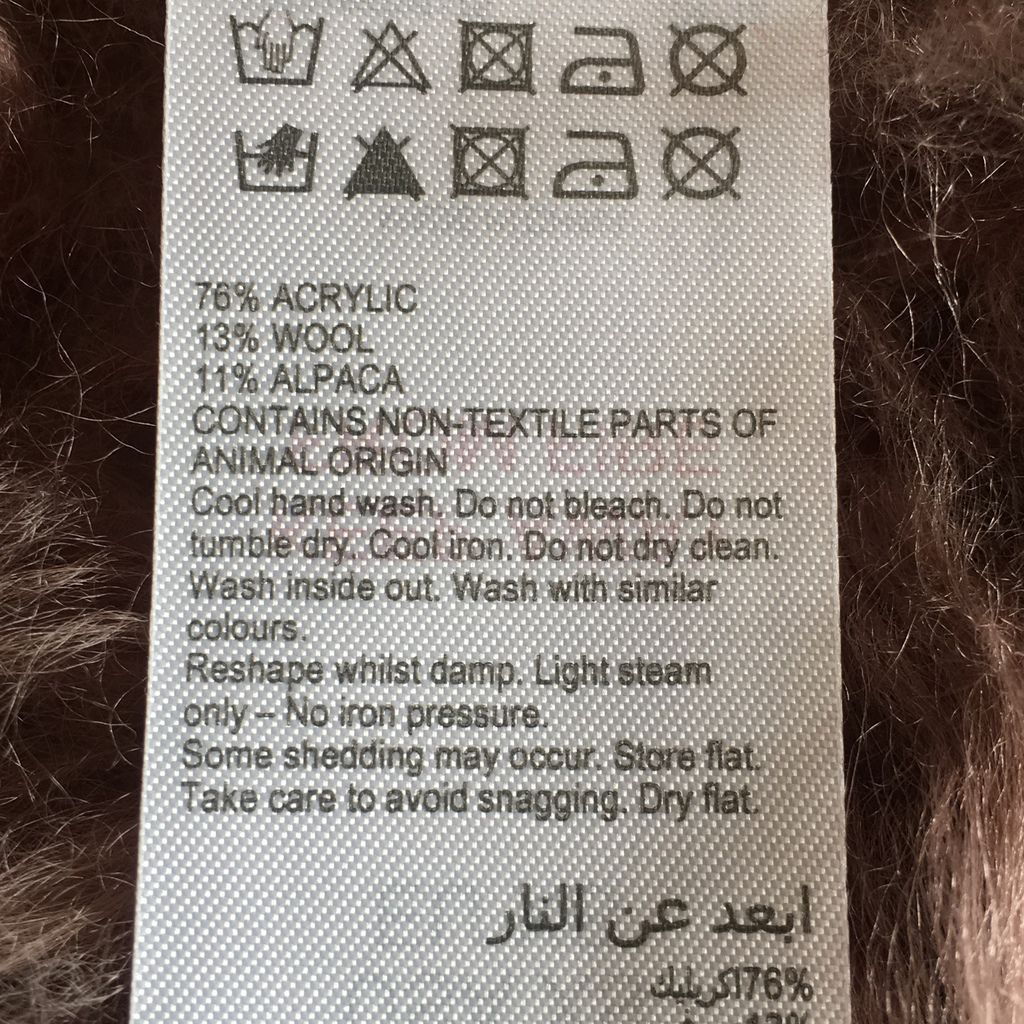 76% ACRYLIC
13% WOOL
11% ALPACA
CONTAINS NON-TEXTILE PARTS OF
ANIMAL ORIGIN
Cool hand wash. Do not bleach. Do not
tumble dry. Cool iron. Do not dry clean.
Wash inside out. Wash with similar
colours.
Reshape whilst damp. Light steam
only – No iron pressure.
Some shedding may occur. Store flat.
Take care to avoid snagging. Dry flat.
ابعد عن النار
76%اكريليك